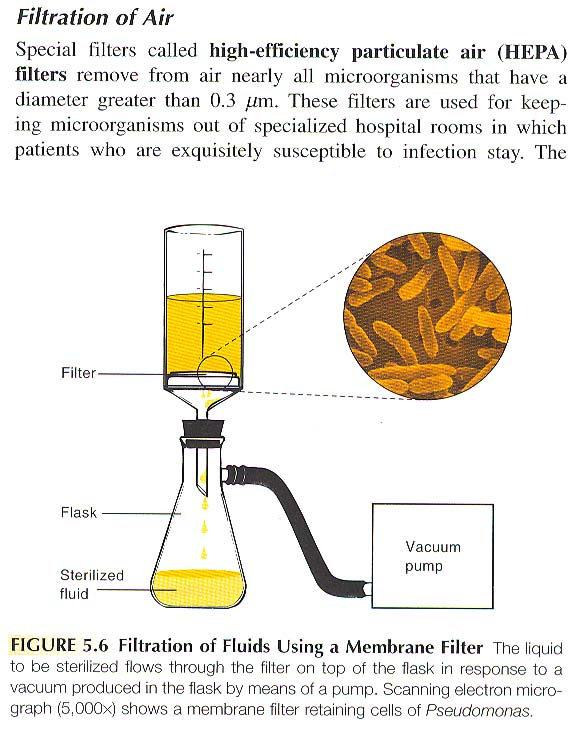 Filtration of Air
Special filters called high-efficiency particulate air (HEPA)
filters remove from air nearly all microorganisms that have a
diameter greater than 0.3 μm. These filters are used for keep-
ing microorganisms out of specialized hospital rooms in which
patients who are exquisitely susceptible to infection stay. The
Filter
Flask
Sterilized
fluid
Vacuum
pump
FIGURE 5.6 Filtration of Fluids Using a Membrane Filter The liquid
to be sterilized flows through the filter on top of the flask in response to a
vacuum produced in the flask by means of a pump. Scanning electron micro-
graph (5,000×) shows a membrane filter retaining cells of Pseudomonas.